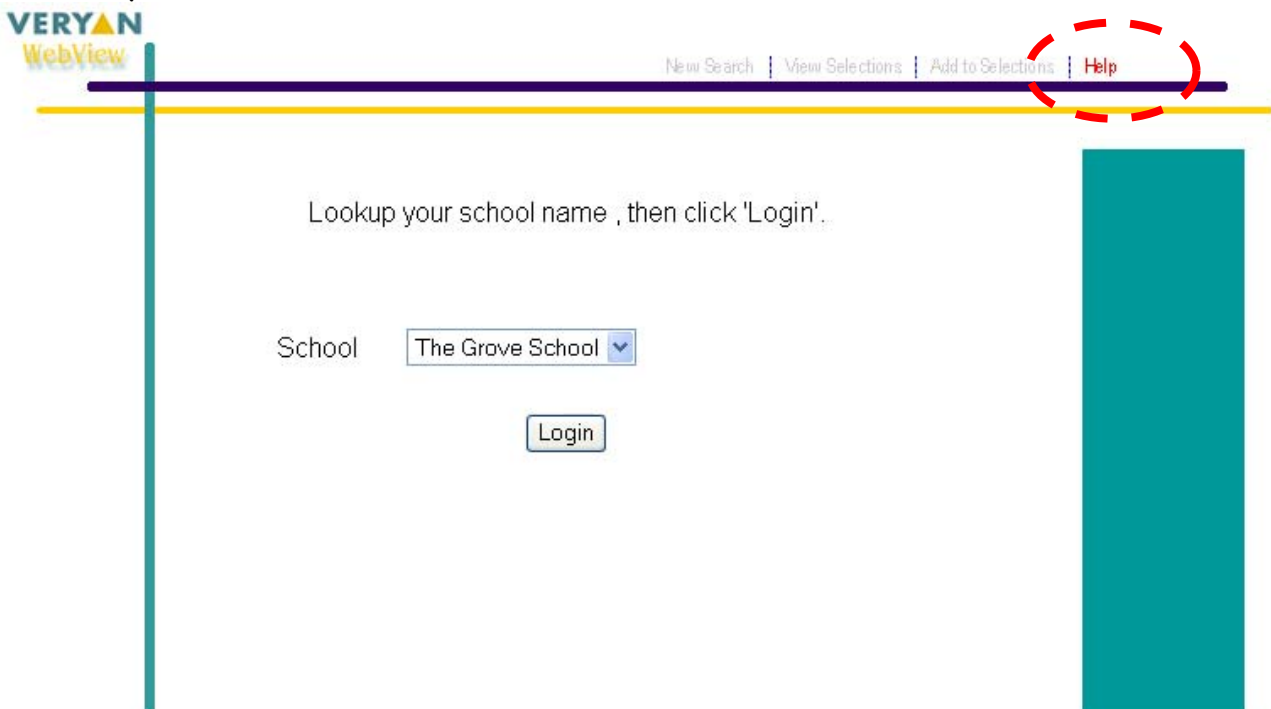 VERYAN
WebView
New Search | View Selections | Add to Selections | Help
Lookup your school name , then click 'Login'.
School The Grove School
Login